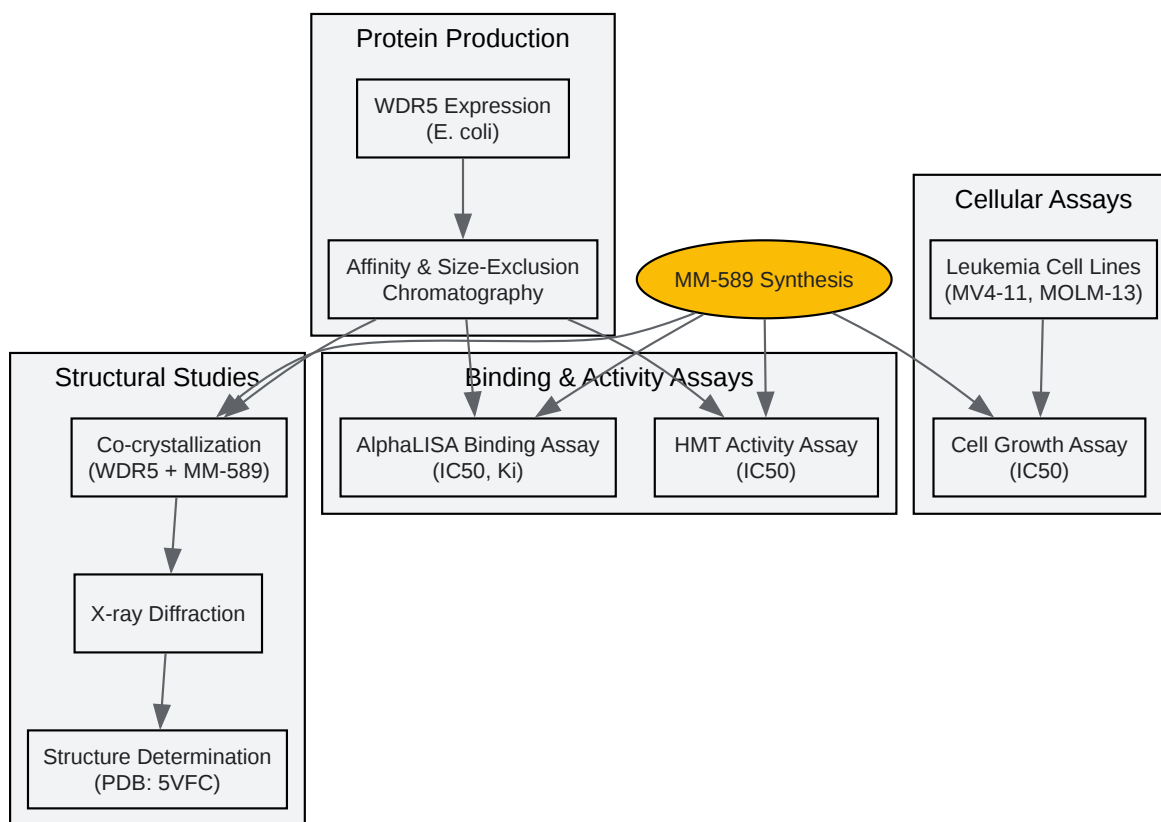 Protein Production
WDR5 Expression
(E. coli)
Affinity & Size-Exclusion
Chromatography
MM-589 Synthesis
Cellular Assays
Leukemia Cell Lines
(MV4-11, MOLM-13)
Cell Growth Assay
(IC50)
Structural Studies
Co-crystallization
(WDR5 + MM-589)
X-ray Diffraction
Structure Determination
(PDB: 5VFC)
Binding & Activity Assays
AlphaLISA Binding Assay
(IC50, Ki)
HMT Activity Assay
(IC50)